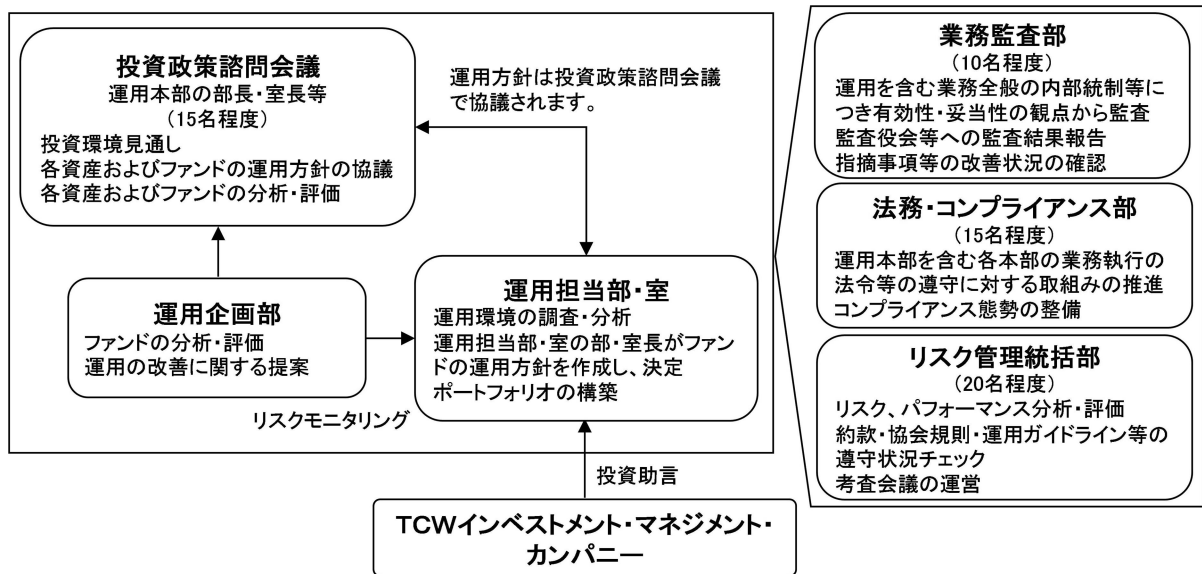 投資政策諮問会議
運用本部の部長・室長等
(15名程度)
投資環境見通し
各資産およびファンドの運用方針の協議
各資産およびファンドの分析・評価
運用方針は投資政策諮問会議
で協議されます。
運用企画部
ファンドの分析・評価
運用の改善に関する提案
運用担当部・室
運用環境の調査・分析
運用担当部・室の部・室長がファン
ドの運用方針を作成し、決定
ポートフォリオの構築
リスクモニタリング
投資助言
TCWインベストメント・マネジメント・
カンパニー
業務監査部
(10名程度)
運用を含む業務全般の内部統制等に
つき有効性・妥当性の観点から監査
監査役会等への監査結果報告
指摘事項等の改善状況の確認
法務・コンプライアンス部
(15名程度)
運用本部を含む各本部の業務執行の
法令等の遵守に対する取組みの推進
コンプライアンス態勢の整備
リスク管理統括部
(20名程度)
リスク、パフォーマンス分析・評価
約款・協会規則・運用ガイドライン等の
遵守状況チェック
考査会議の運営